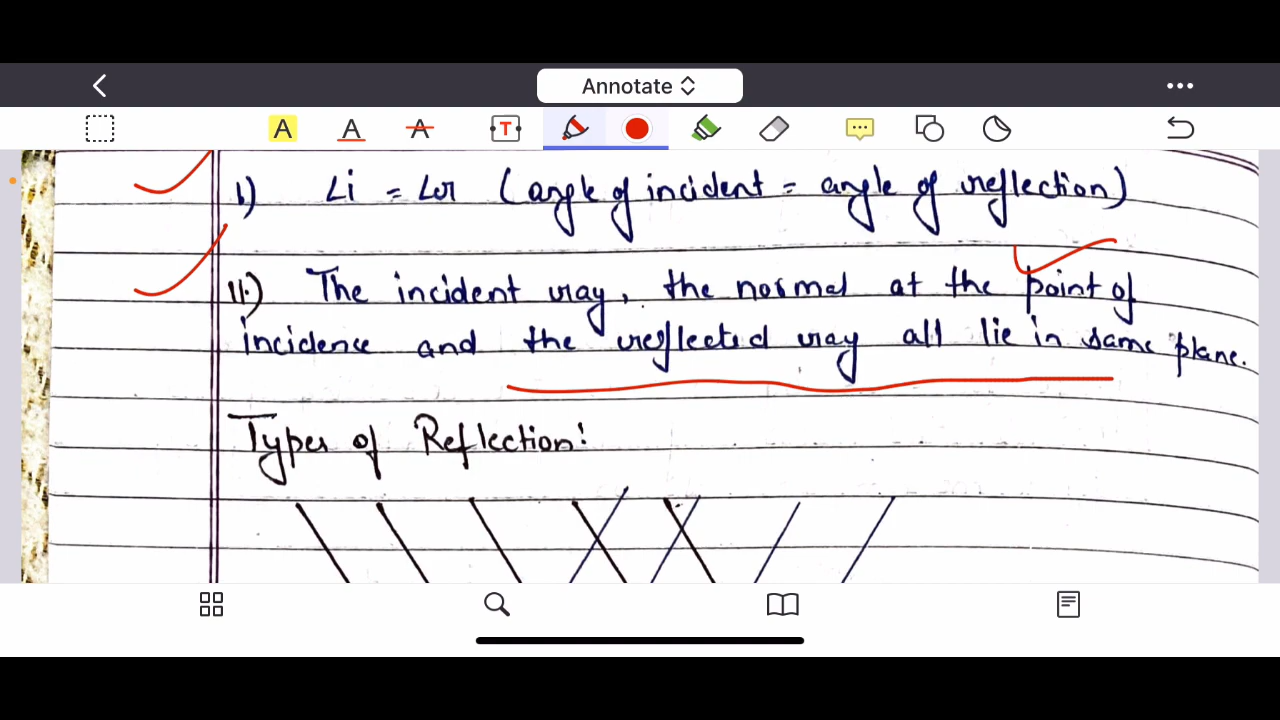 Annotate
A A A T
I) ∠i = ∠r (angle of incident = angle of reflection)
II.) The incident ray, the normal at the point of
incidence and the reflected ray all lie in same plane.
Types of Reflection: